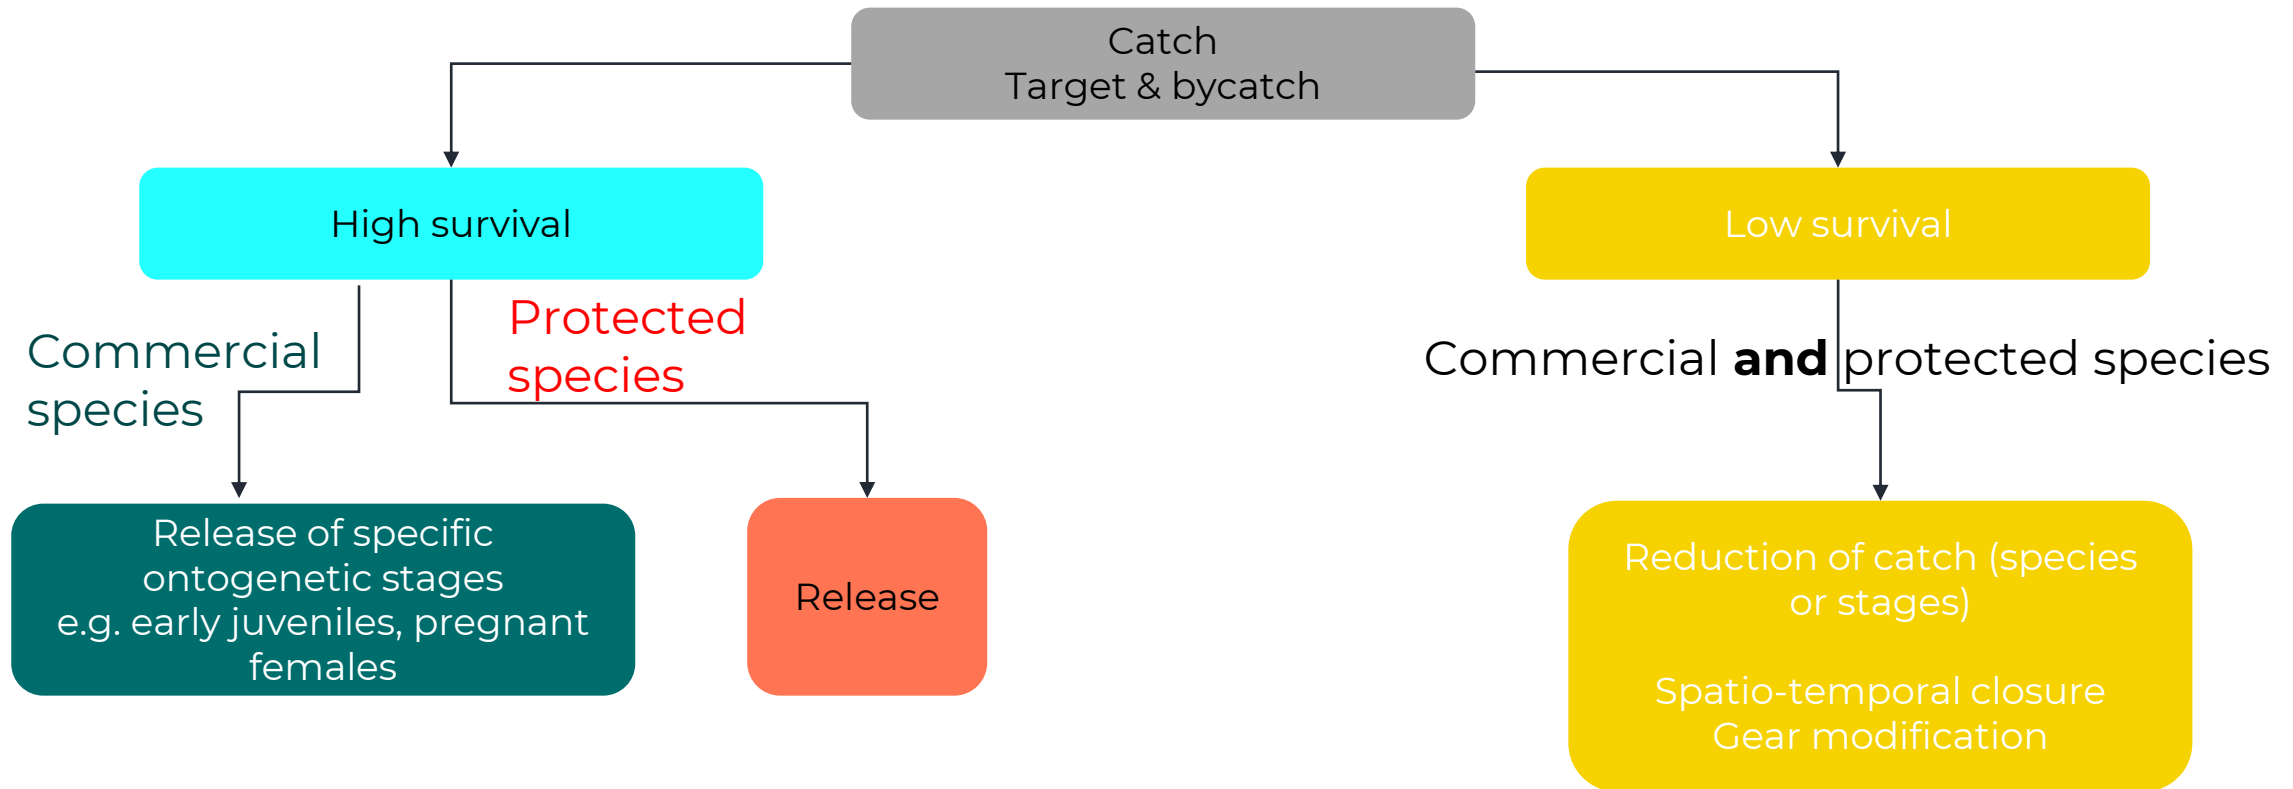 Catch
Target & bycatch
High survival
Low survival
Commercial
species
Protected
species
Commercial and protected species
Release of specific
ontogenetic stages
e.g. early juveniles, pregnant
females
Release
Reduction of catch (species
or stages)
Spatio-temporal closure
Gear modification